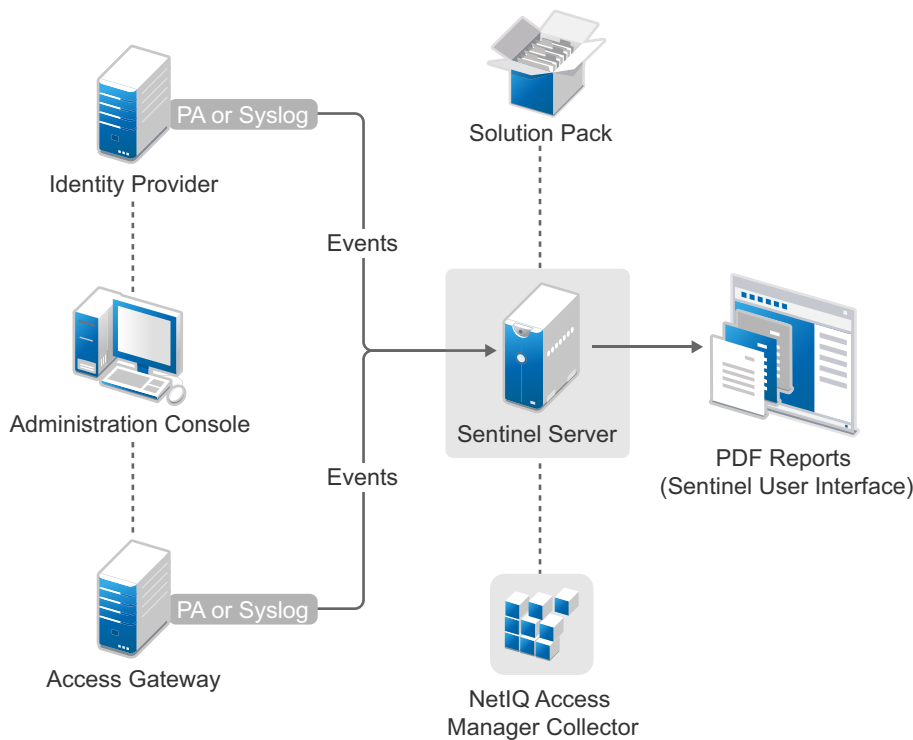 PA or Syslog
Identity Provider
Solution Pack
Events
Administration Console
Sentinel Server
PDF Reports
(Sentinel User Interface)
Events
PA or Syslog
Access Gateway
NetIQ Access
Manager Collector